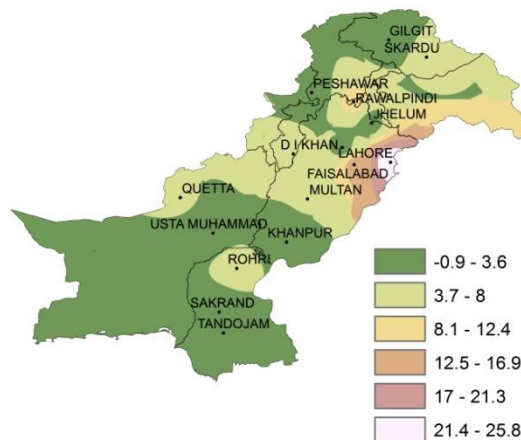 GILGIT
SKARDU
PESHAWAR
RAWALPINDI
JHELUM
D I KHAN
LAHORE
FAISALABAD
MULTAN
QUETTA
USTA MUHAMMAD
KHANPUR
ROHRI
SAKRAND
TANDOJAM
-0.9 - 3.6
3.7 - 8
8.1 - 12.4
12.5 - 16.9
17 - 21.3
21.4 - 25.8